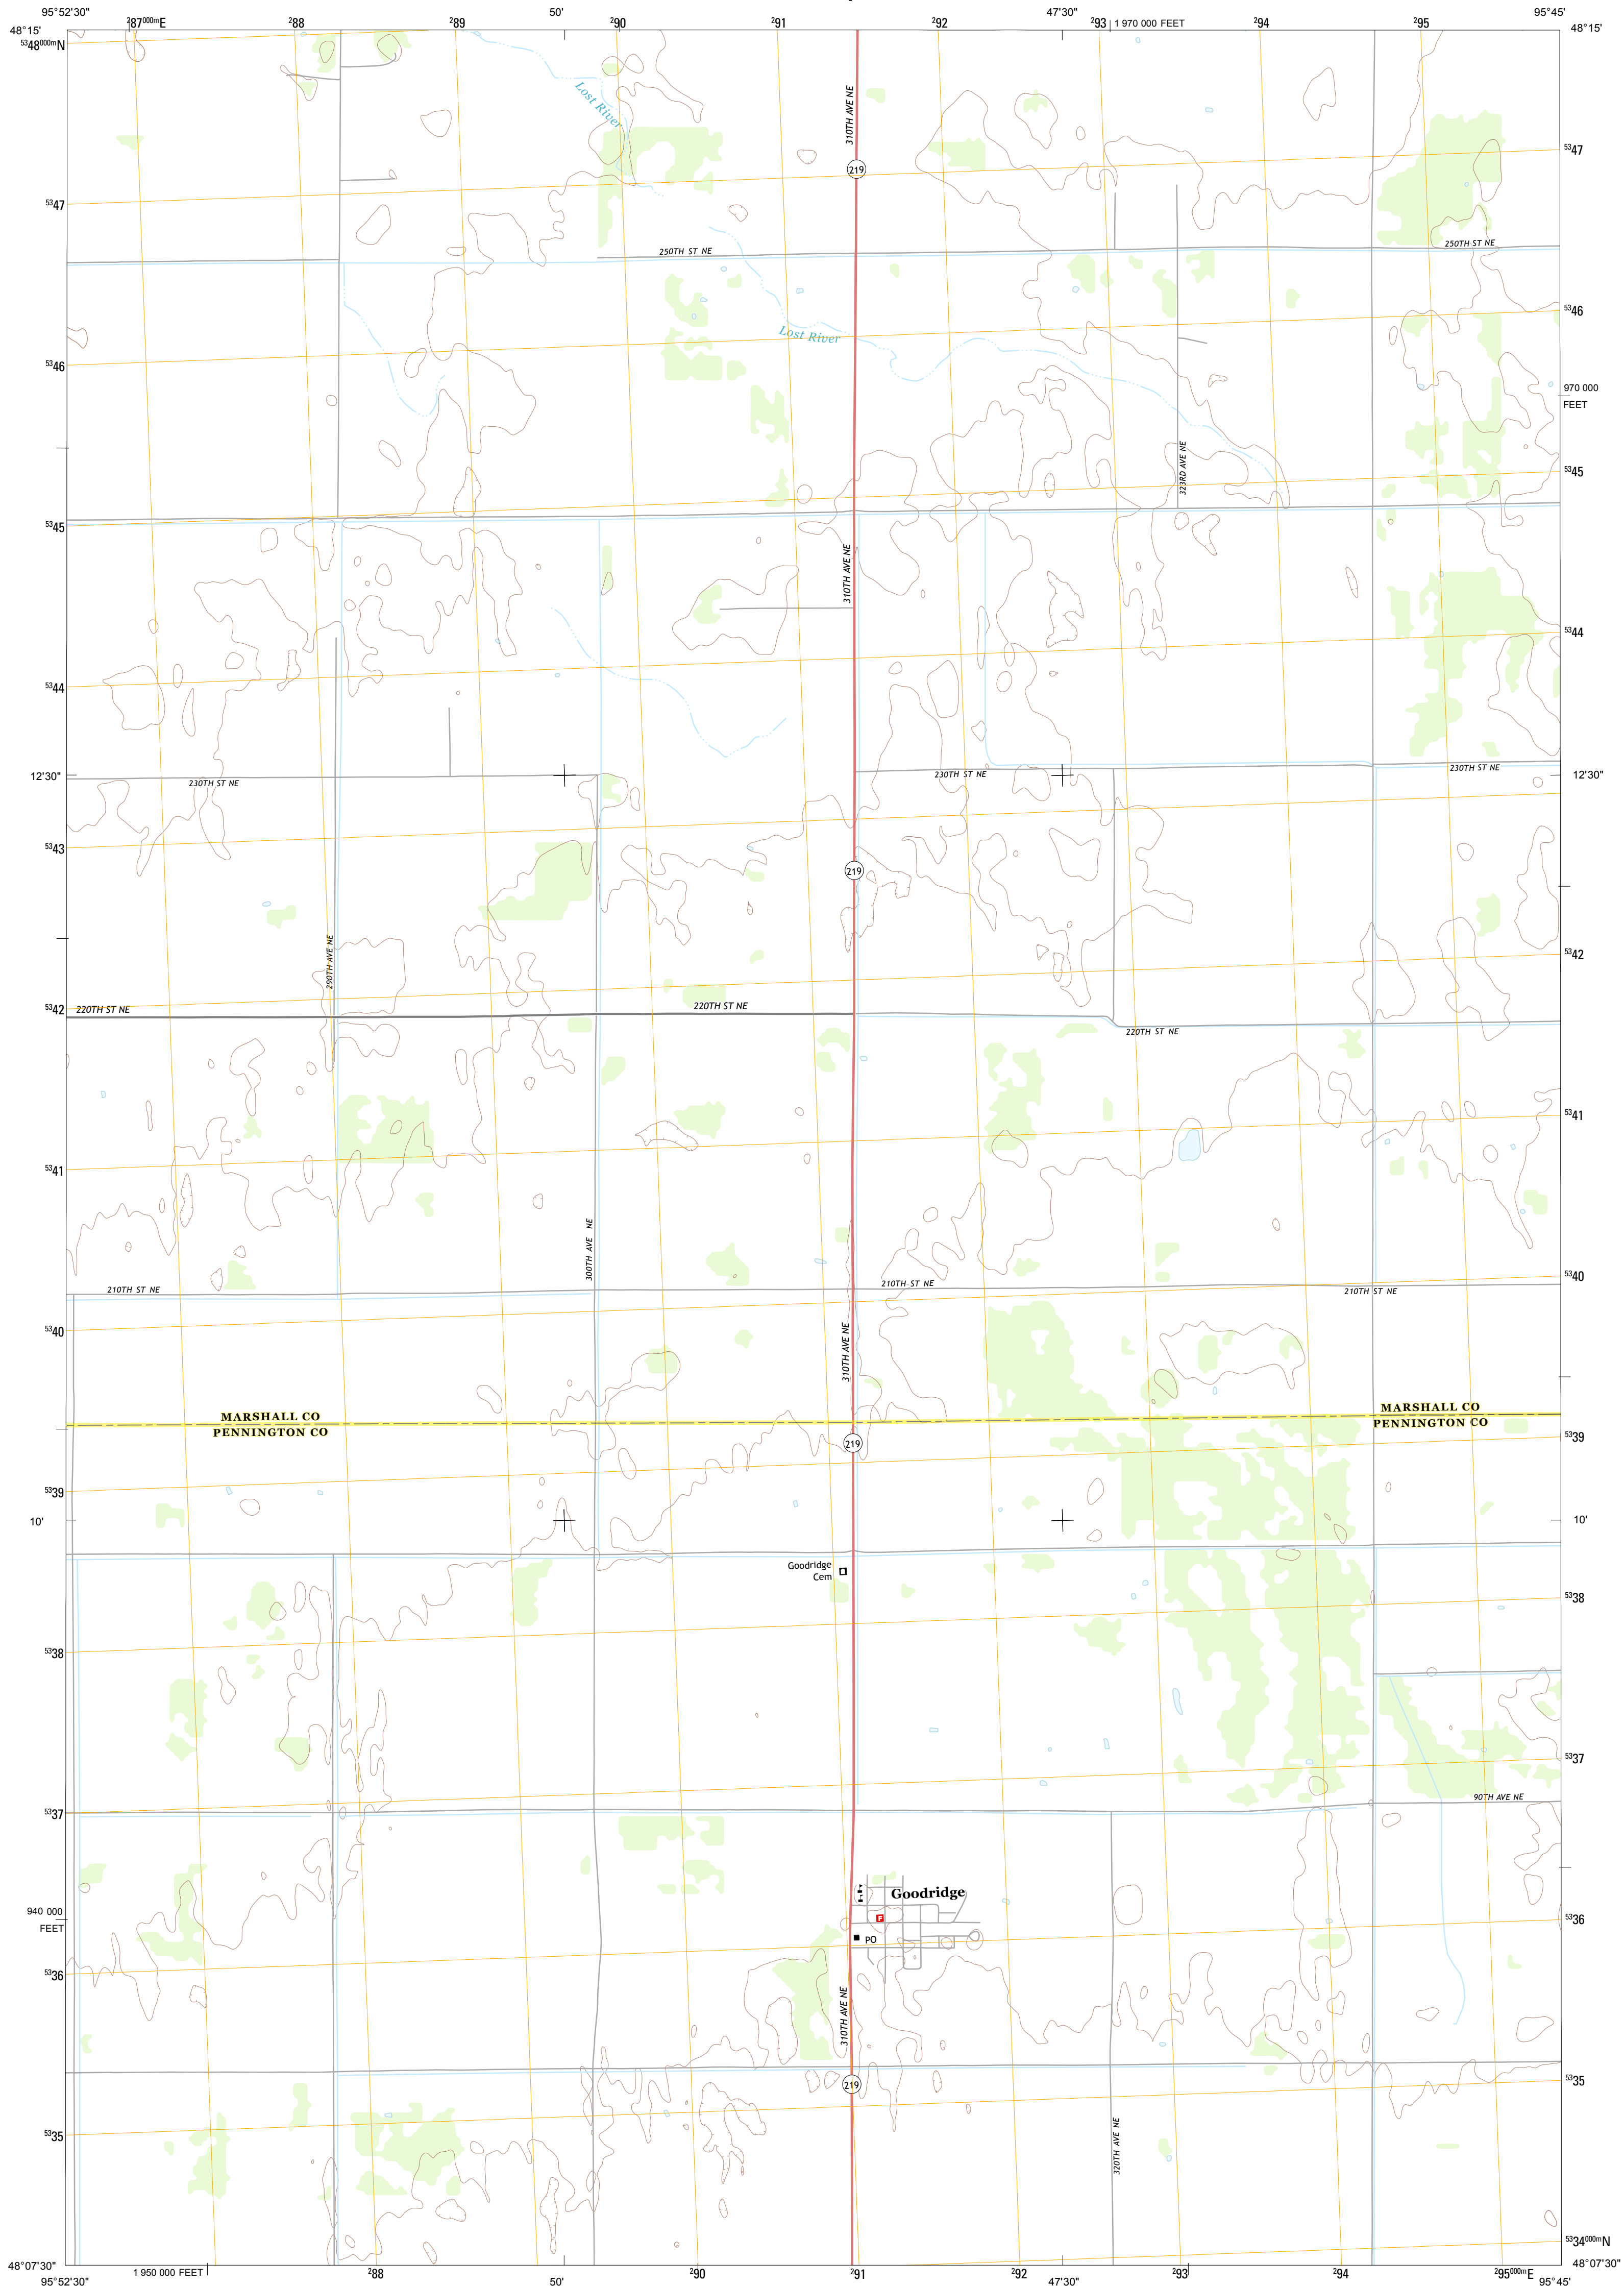 95°52'30" ²87⁰⁰⁰ᵐE ²88 ²89 50' ²90 ²91 ²92 47'30" ²93 1 970 000 FEET ²94 ²95 95°45'
48°15' 48°15'
⁵³48⁰⁰⁰ᵐN
Lost River
310TH AVE NE
⁵³47
219
⁵³47
250TH ST NE 250TH ST NE
⁵³46
Lost River
⁵³46
970 000
FEET
323RD AVE NE
⁵³45
⁵³45
310TH AVE NE
⁵³44
⁵³44
12'30" 230TH ST NE 12'30"
230TH ST NE 230TH ST NE
⁵³43
219
290TH AVE NE
⁵³42
⁵³42
220TH ST NE 220TH ST NE
220TH ST NE
⁵³41
⁵³41
300TH AVE NE
⁵³40
210TH ST NE 210TH ST NE
210TH ST NE
⁵³40
310TH AVE NE
MARSHALL CO MARSHALL CO
PENNINGTON CO PENNINGTON CO
219
⁵³39
⁵³39
10' 10'
Goodridge
Cem
⁵³38
⁵³38
⁵³37
90TH AVE NE
⁵³37
Goodridge
940 000
FEET
F
⁵³36
PO
⁵³36
310TH AVE NE
219
⁵³35
⁵³35
320TH AVE NE
⁵³34⁰⁰⁰ᵐN
48°07'30" 48°07'30"
95°52'30" 1 950 000 FEET ²88 50' ²90 ²91 ²92 47'30" ²93 ²94 ²95⁰⁰⁰ᵐE 95°45'